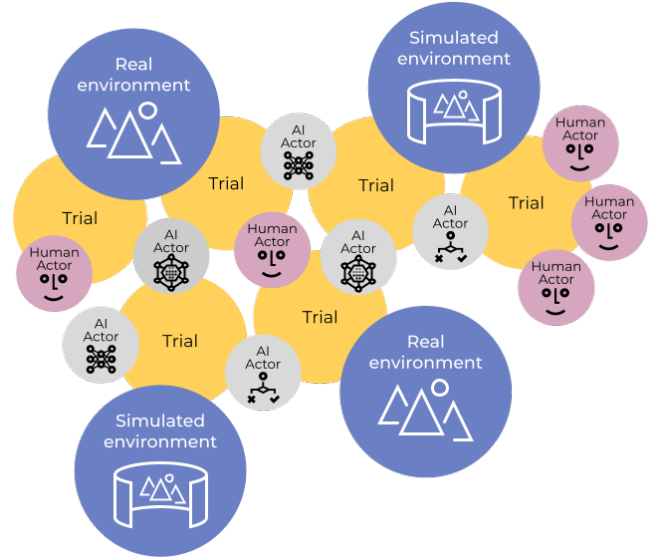 Real
environment
Simulated
environment
AI
Actor
Human
Actor
Trial
Trial
Trial
Trial
Human
Actor
Human
Actor
AI
Actor
Human
Actor
AI
Actor
AI
Actor
Human
Actor
AI
Actor
Trial
Trial
AI
Actor
Real
environment
Simulated
environment